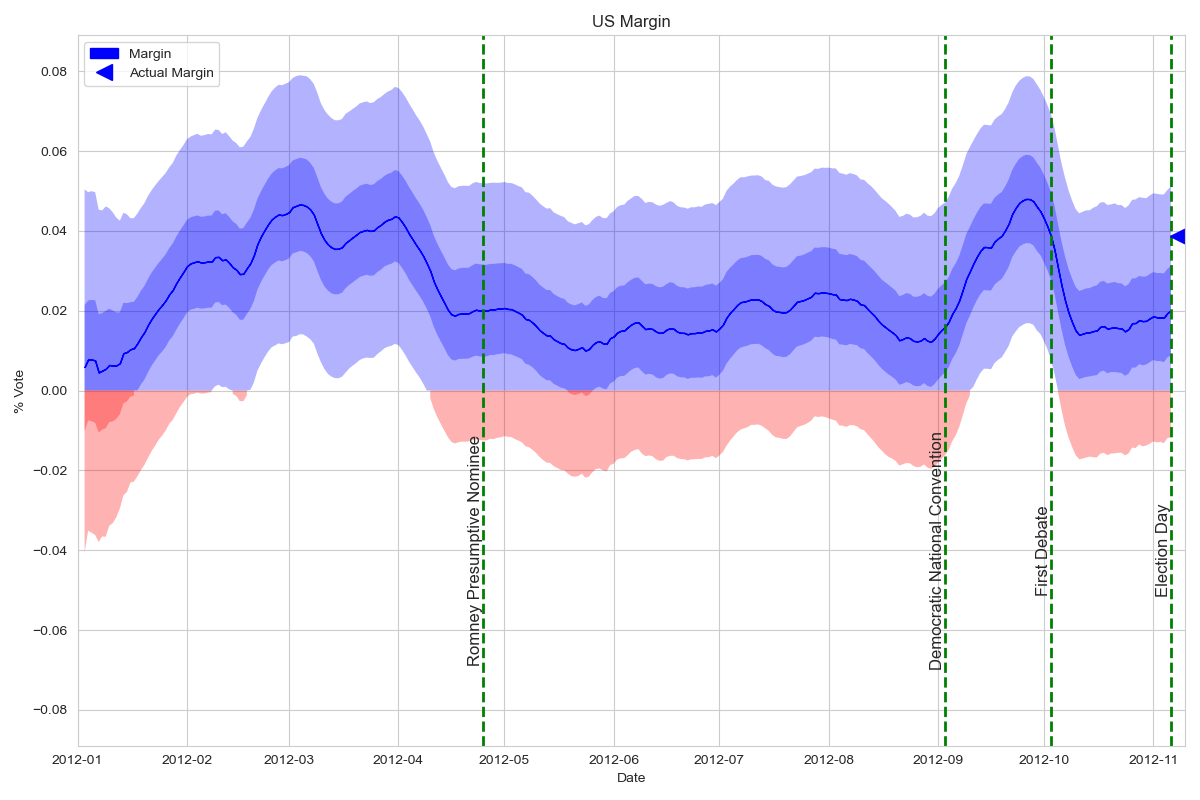 US Margin
Margin
Actual Margin
0.08
0.06
0.04
0.02
0.00
−0.02
−0.04
−0.06
−0.08
% Vote
Romney Presumptive Nominee
Democratic National Convention
First Debate
Election Day
2012-01 2012-02 2012-03 2012-04 2012-05 2012-06 2012-07 2012-08 2012-09 2012-10 2012-11
Date